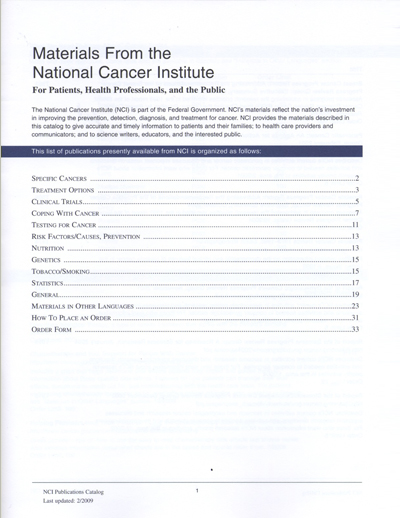 Materials From the
National Cancer Institute
For Patients, Health Professionals, and the Public
The National Cancer Institute (NCI) is part of the Federal Government. NCI's materials reflect the nation's investment
in improving the prevention, detection, diagnosis, and treatment for cancer. NCI provides the materials described in
this catalog to give accurate and timely information to patients and their families; to health care providers and
communicators; and to science writers, educators, and the interested public.
This list of publications presently available from NCI is organized as follows:
Specific Cancers ........ 2
Treatment Options ........ 3
Clinical Trials ........ 5
Coping With Cancer ........ 7
Testing for Cancer ........ 11
Risk Factors/Causes, Prevention ........ 13
Nutrition ........ 13
Genetics ........ 15
Tobacco/Smoking ........ 15
Statistics ........ 17
General ........ 19
Materials in Other Languages ........ 23
How To Place an Order ........ 31
Order Form ........ 33
NCI Publications Catalog 1
Last updated: 2/2009